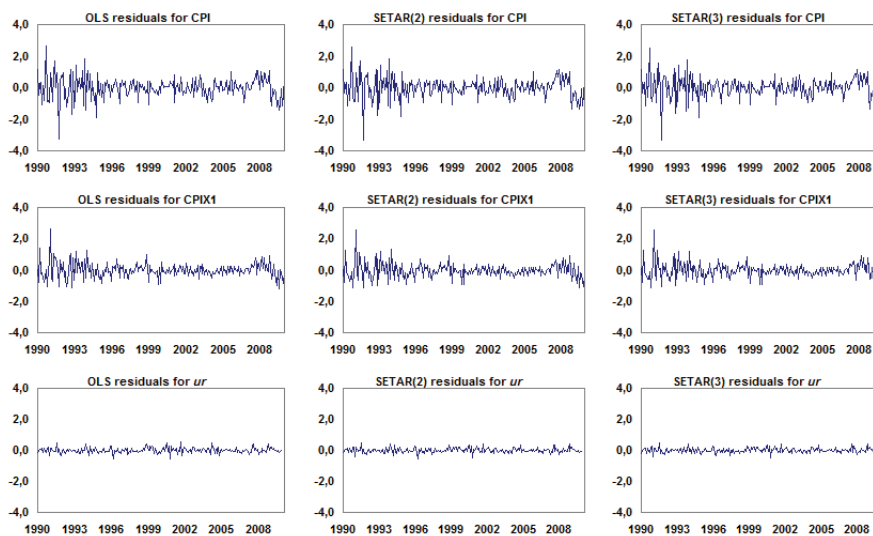 OLS residuals for CPI
4,0
2,0
0,0
-2,0
-4,0
1990 1993 1996 1999 2002 2005 2008
SETAR(2) residuals for CPI
4,0
2,0
0,0
-2,0
-4,0
1990 1993 1996 1999 2002 2005 2008
SETAR(3) residuals for CPI
4,0
2,0
0,0
-2,0
-4,0
1990 1993 1996 1999 2002 2005 2008
OLS residuals for CPIX1
4,0
2,0
0,0
-2,0
-4,0
1990 1993 1996 1999 2002 2005 2008
SETAR(2) residuals for CPIX1
4,0
2,0
0,0
-2,0
-4,0
1990 1993 1996 1999 2002 2005 2008
SETAR(3) residuals for CPIX1
4,0
2,0
0,0
-2,0
-4,0
1990 1993 1996 1999 2002 2005 2008
OLS residuals for ur
4,0
2,0
0,0
-2,0
-4,0
1990 1993 1996 1999 2002 2005 2008
SETAR(2) residuals for ur
4,0
2,0
0,0
-2,0
-4,0
1990 1993 1996 1999 2002 2005 2008
SETAR(3) residuals for ur
4,0
2,0
0,0
-2,0
-4,0
1990 1993 1996 1999 2002 2005 2008